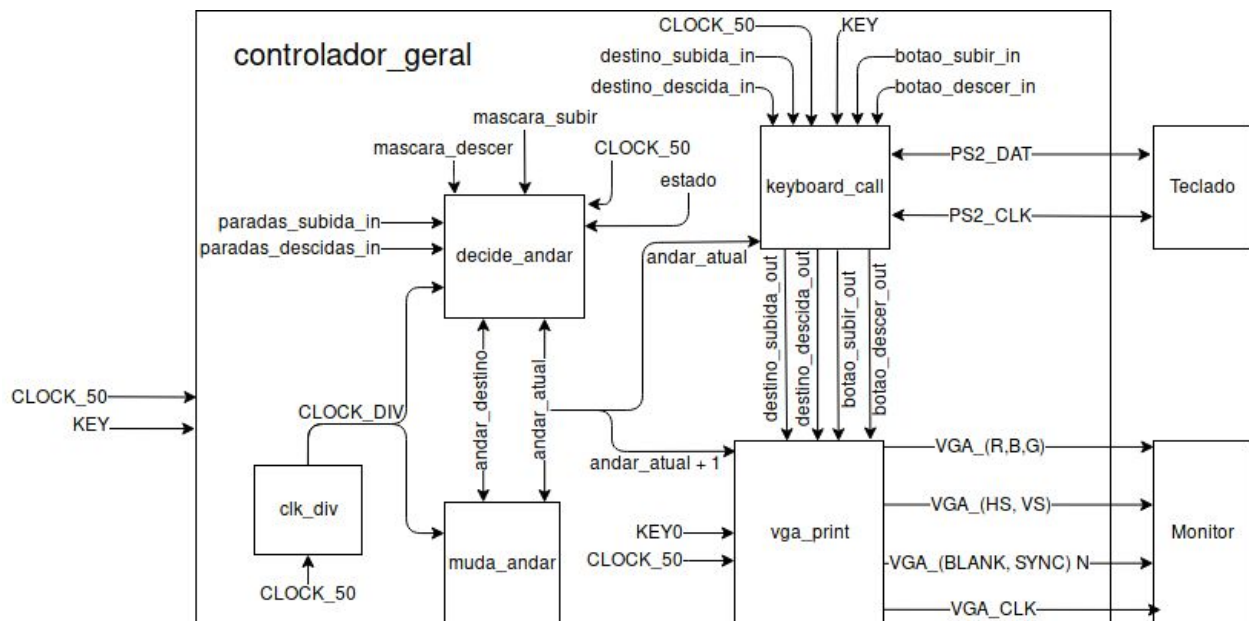 controlador_geral
CLOCK_50
KEY
destino_subida_in
botao_subir_in
destino_descida_in
botao_descer_in
mascara_subir
mascara_descer
CLOCK_50
estado
paradas_subida_in
paradas_descidas_in
decide_andar
keyboard_call
PS2_DAT
PS2_CLK
Teclado
andar_atual
destino_subida_out
destino_descida_out
botao_subir_out
botao_descer_out
andar_destino
andar_atual
CLOCK_50
KEY
CLOCK_DIV
andar_atual + 1
clk_div
CLOCK_50
muda_andar
KEY0
CLOCK_50
vga_print
VGA_(R,B,G)
VGA_(HS, VS)
VGA_(BLANK, SYNC) N
VGA_CLK
Monitor